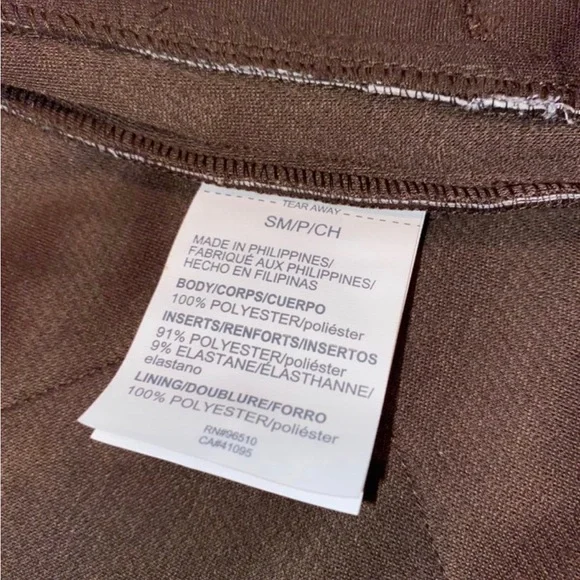 TEAR AWAY
SM/P/CH
MADE IN PHILIPPINES/
FABRIQUÉ AUX PHILIPPINES/
HECHO EN FILIPINAS
BODY/CORPS/CUERPO
100% POLYESTER/poliéster
INSERTS/RENFORTS/INSERTOS
91% POLYESTER/poliéster
9% ELASTANE/ÉLASTHANNE/
elastano
LINING/DOUBLURE/FORRO
100% POLYESTER/poliéster
RN#96510
CA#41095